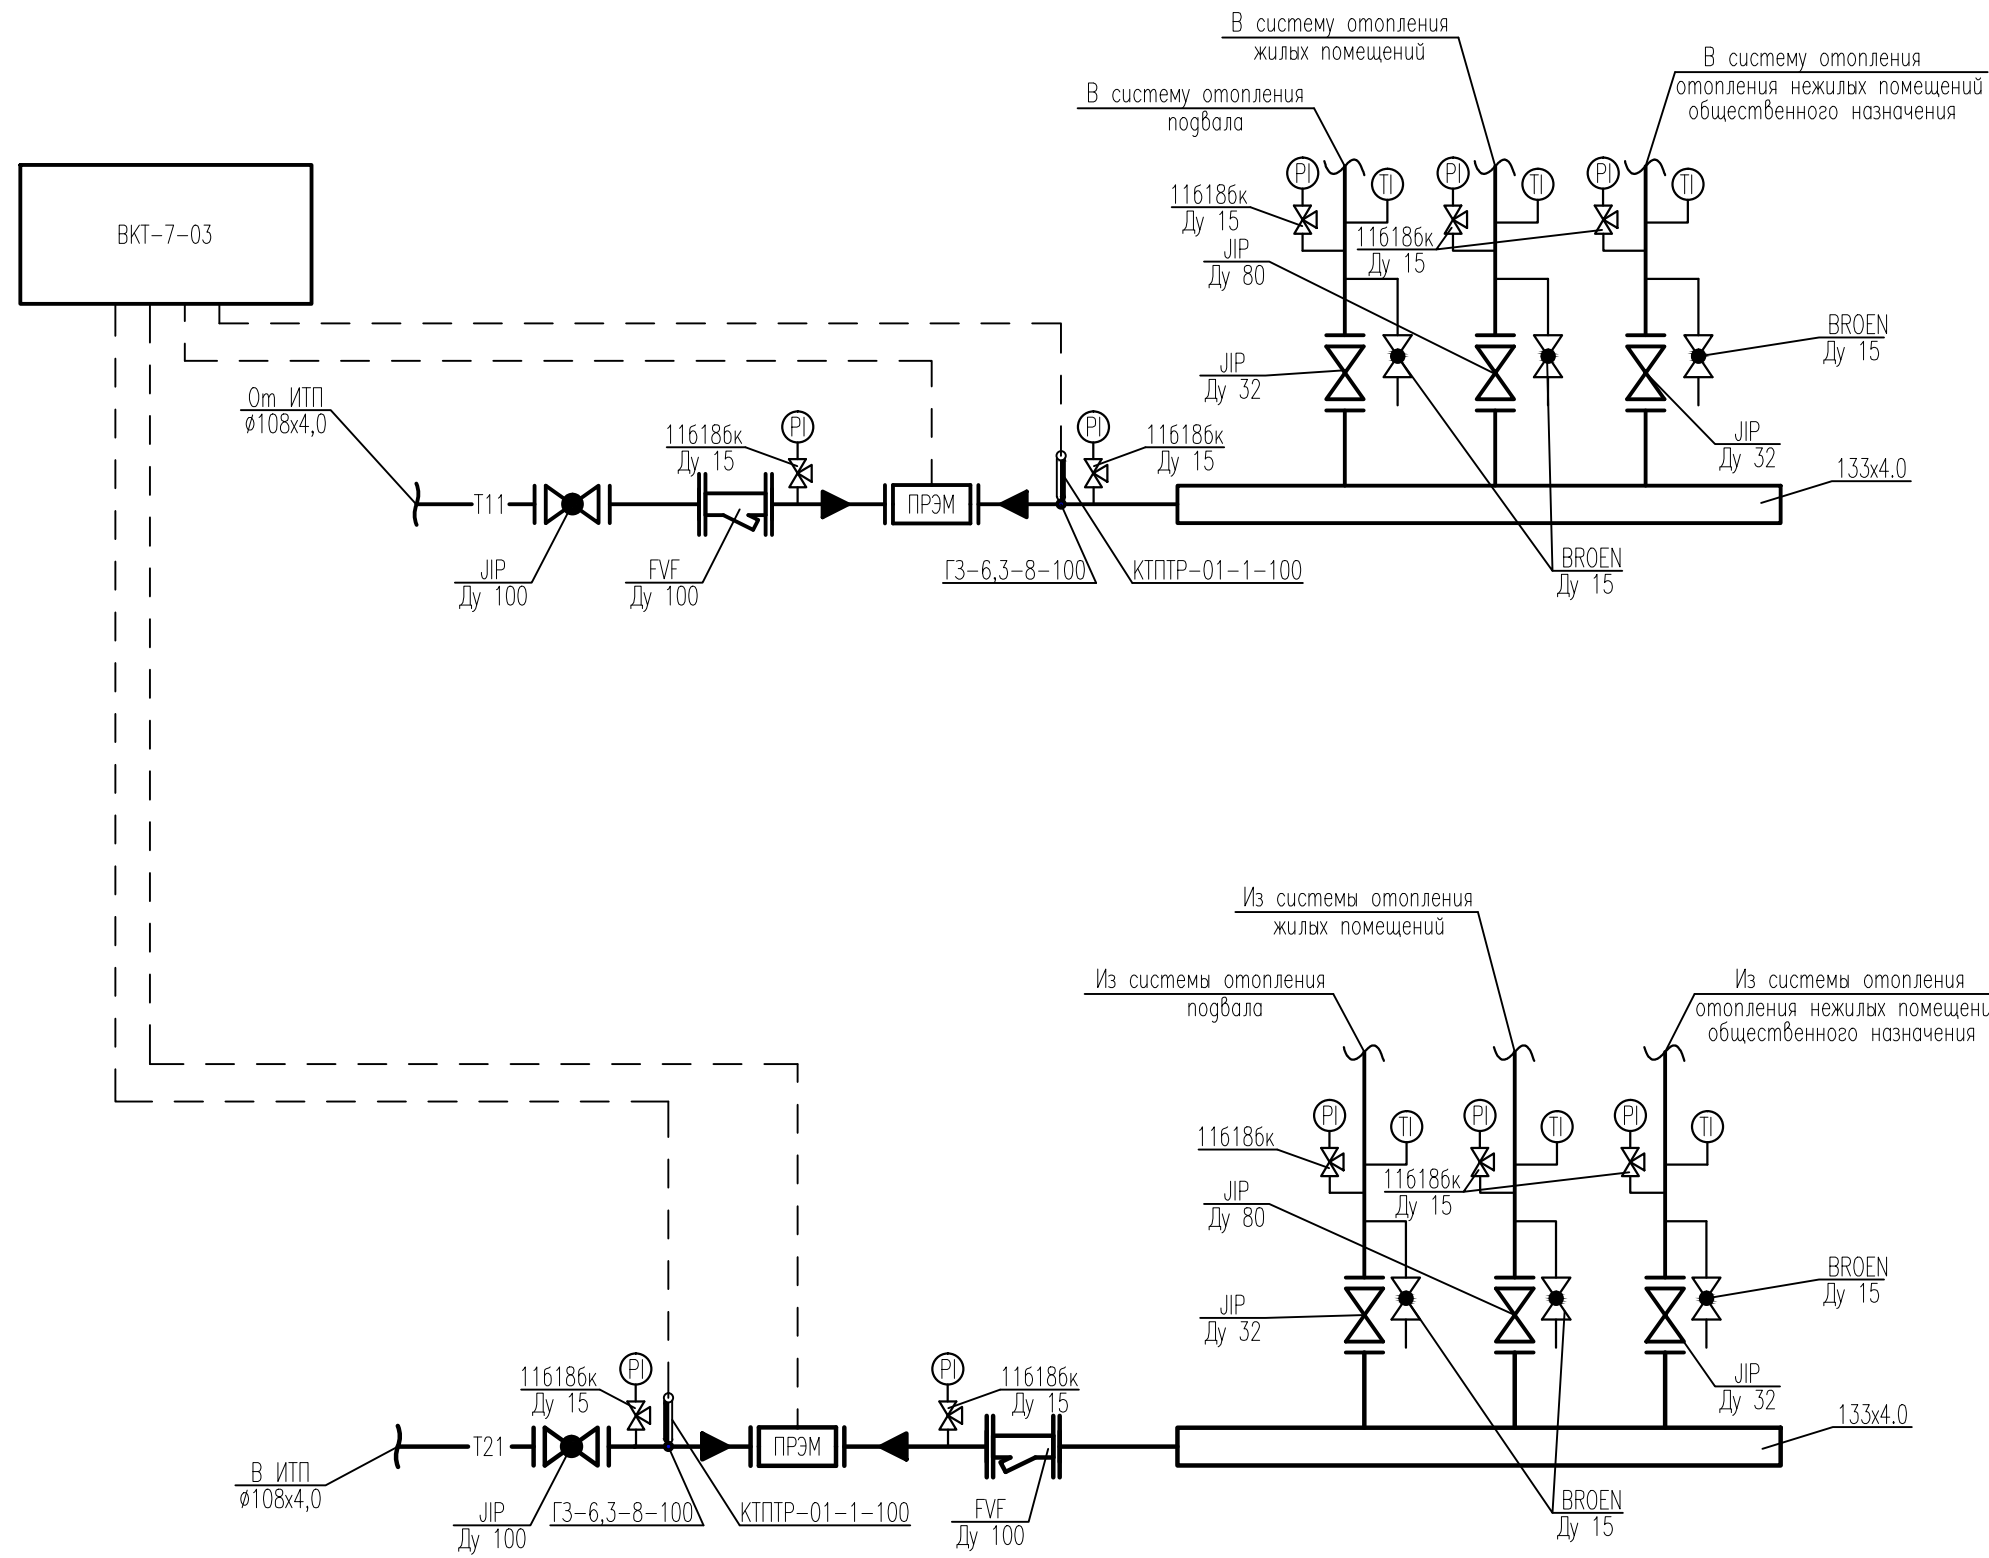 В систему отопления
жилых помещений
В систему отопления
отопления нежилых помещений
общественного назначения
В систему отопления
подвала
PI
TI
PI
TI
PI
TI
11б18бк
Ду 15
11б18бк
Ду 15
JIP
Ду 80
ВКТ-7-03
BROEN
Ду 15
JIP
Ду 32
От ИТП
ø108х4,0
PI
11б18бк
Ду 15
PI
11б18бк
Ду 15
JIP
Ду 32
133х4.0
Т11
ПРЭМ
JIP
Ду 100
FVF
Ду 100
ГЗ-6,3-8-100
КТПТР-01-1-100
BROEN
Ду 15
Из системы отопления
жилых помещений
Из системы отопления
подвала
Из системы отопления
отопления нежилых помещени
общественного назначения
PI
TI
PI
TI
PI
TI
11б18бк
11б18бк
Ду 15
JIP
Ду 80
BROEN
Ду 15
JIP
Ду 32
PI
11б18бк
Ду 15
PI
11б18бк
Ду 15
JIP
Ду 32
133х4.0
Т21
ПРЭМ
В ИТП
ø108х4,0
JIP
Ду 100
ГЗ-6,3-8-100
КТПТР-01-1-100
FVF
Ду 100
BROEN
Ду 15